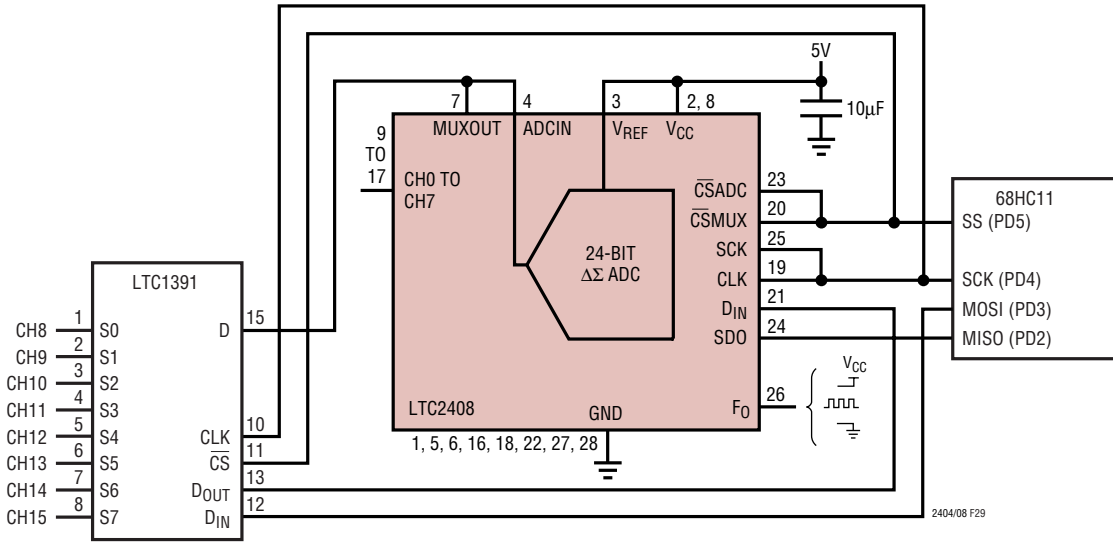 5V
10µF
7
4
3
2, 8
MUXOUT
ADCIN
VREF
VCC
9
TO
17
CH0 TO
CH7
24-BIT
ΔΣ ADC
CSADC
23
CSMUX
20
SCK
25
CLK
19
DIN
21
SDO
24
FO
26
VCC
LTC2408
GND
1, 5, 6, 16, 18, 22, 27, 28
68HC11
SS (PD5)
SCK (PD4)
MOSI (PD3)
MISO (PD2)
LTC1391
CH8 1 S0
CH9 2 S1
CH10 3 S2
CH11 4 S3
CH12 5 S4
CH13 6 S5
CH14 7 S6
CH15 8 S7
D 15
CLK 10
CS 11
DOUT 13
DIN 12
2404/08 F29